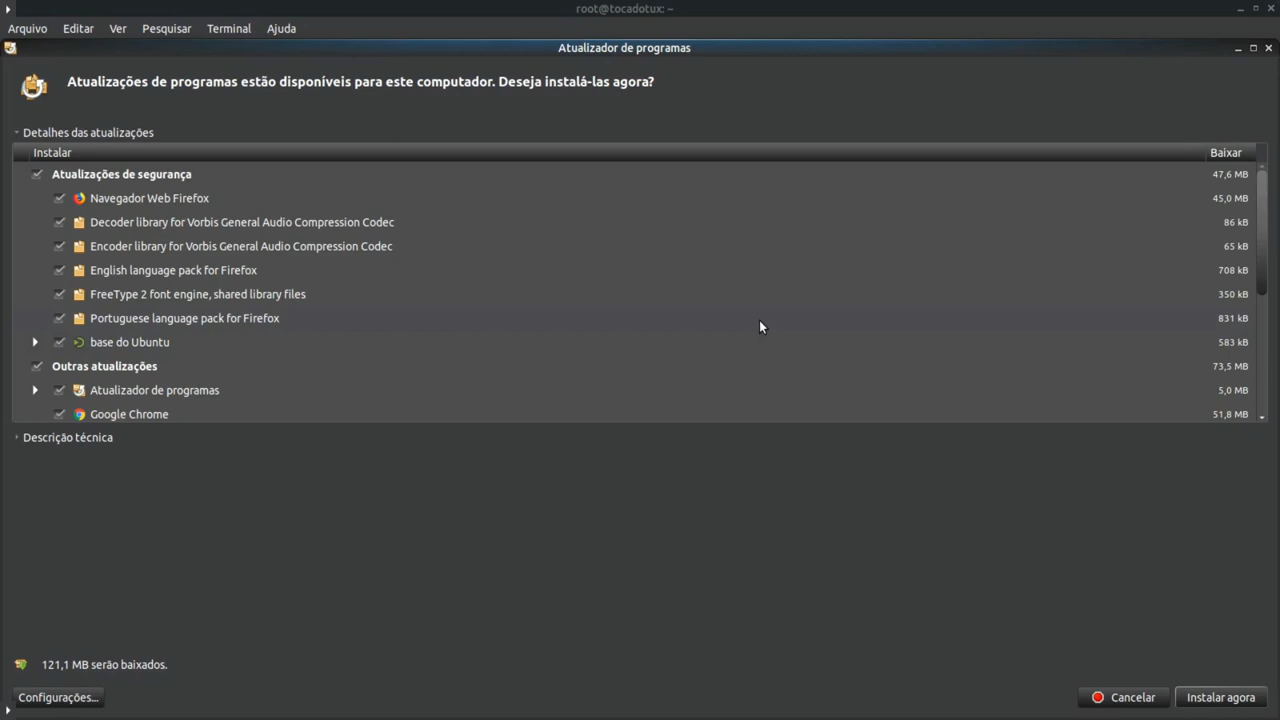 root@tocadotux: ~
Arquivo Editar Ver Pesquisar Terminal Ajuda
Atualizador de programas
Atualizações de programas estão disponíveis para este computador. Deseja instalá-las agora?
Detalhes das atualizações
Instalar Baixar
Atualizações de segurança 47,6 MB
Navegador Web Firefox 45,0 MB
Decoder library for Vorbis General Audio Compression Codec 86 kB
Encoder library for Vorbis General Audio Compression Codec 65 kB
English language pack for Firefox 708 kB
FreeType 2 font engine, shared library files 350 kB
Portuguese language pack for Firefox 831 kB
base do Ubuntu 583 kB
Outras atualizações 73,5 MB
Atualizador de programas 5,0 MB
Google Chrome 51,8 MB
Descrição técnica
121,1 MB serão baixados.
Configurações... Cancelar Instalar agora